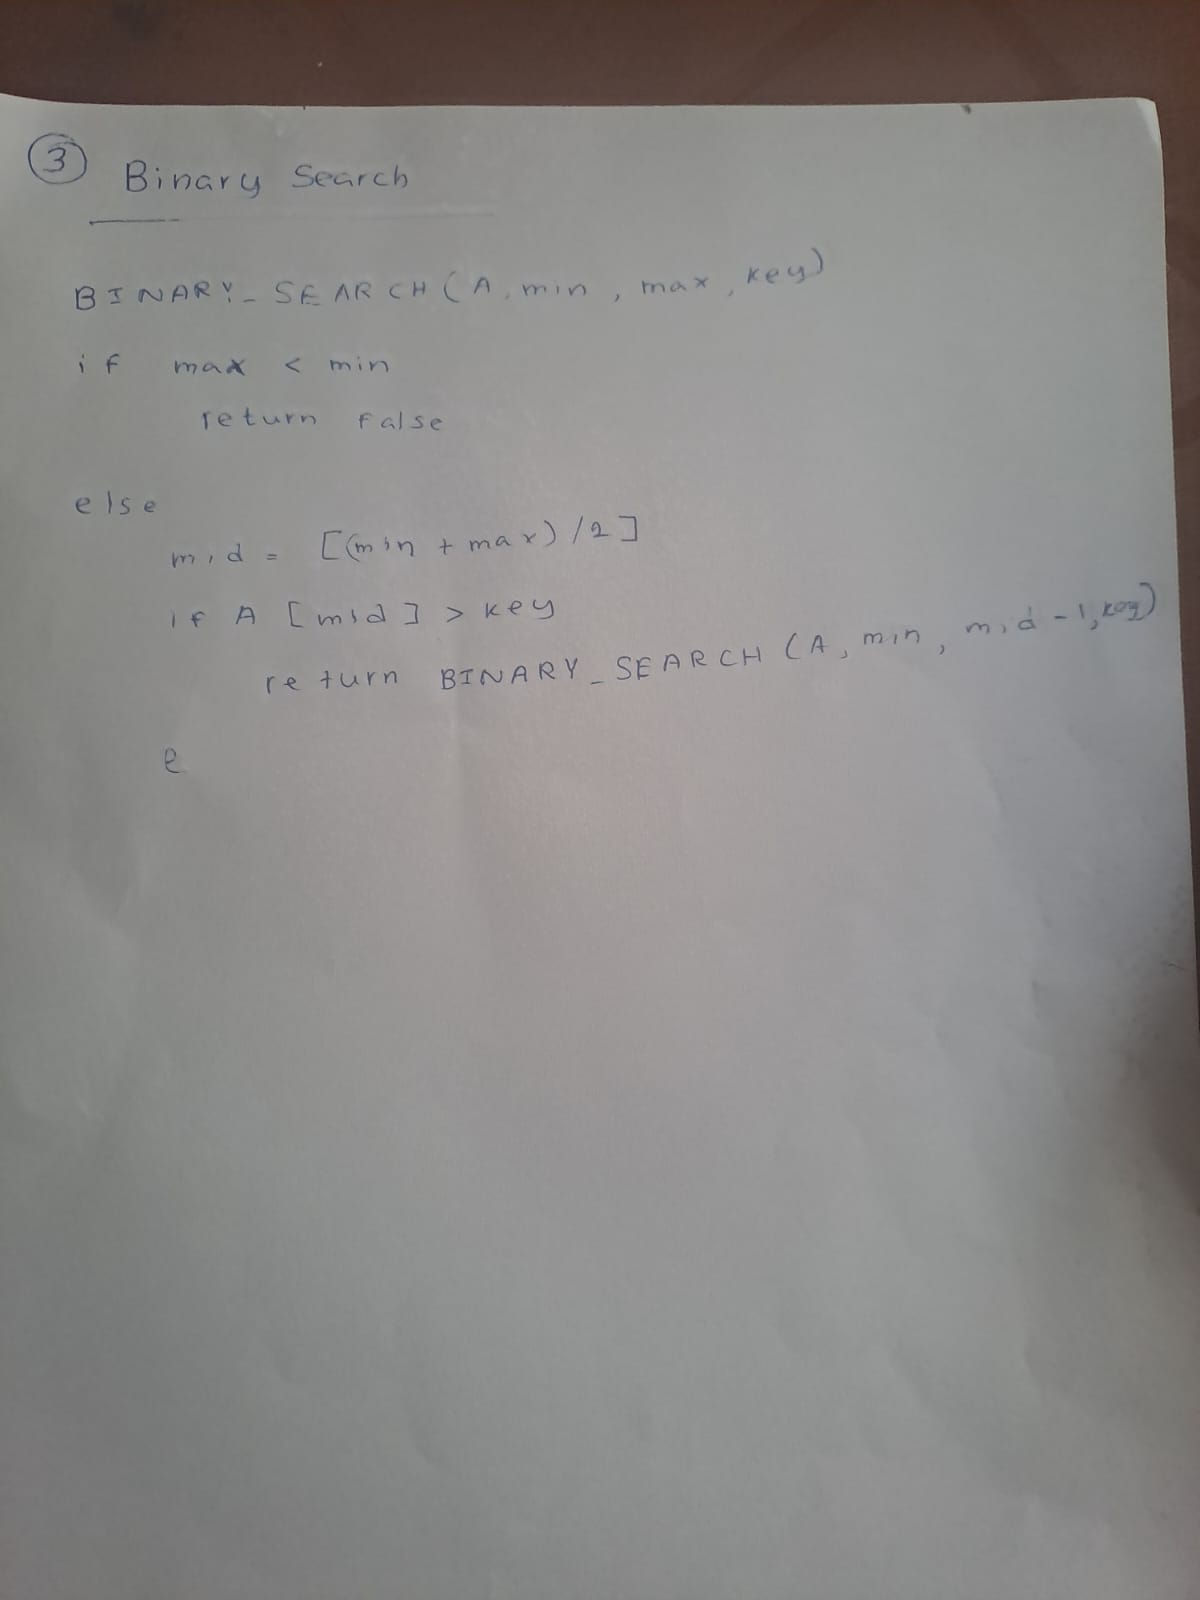 3
Binary Search
BINARY_SEARCH (A, min, max, key)
if max < min
return False
else
mid = [(min + max)/2]
if A [mid] > key
return BINARY_SEARCH (A, min, mid-1, key)
e